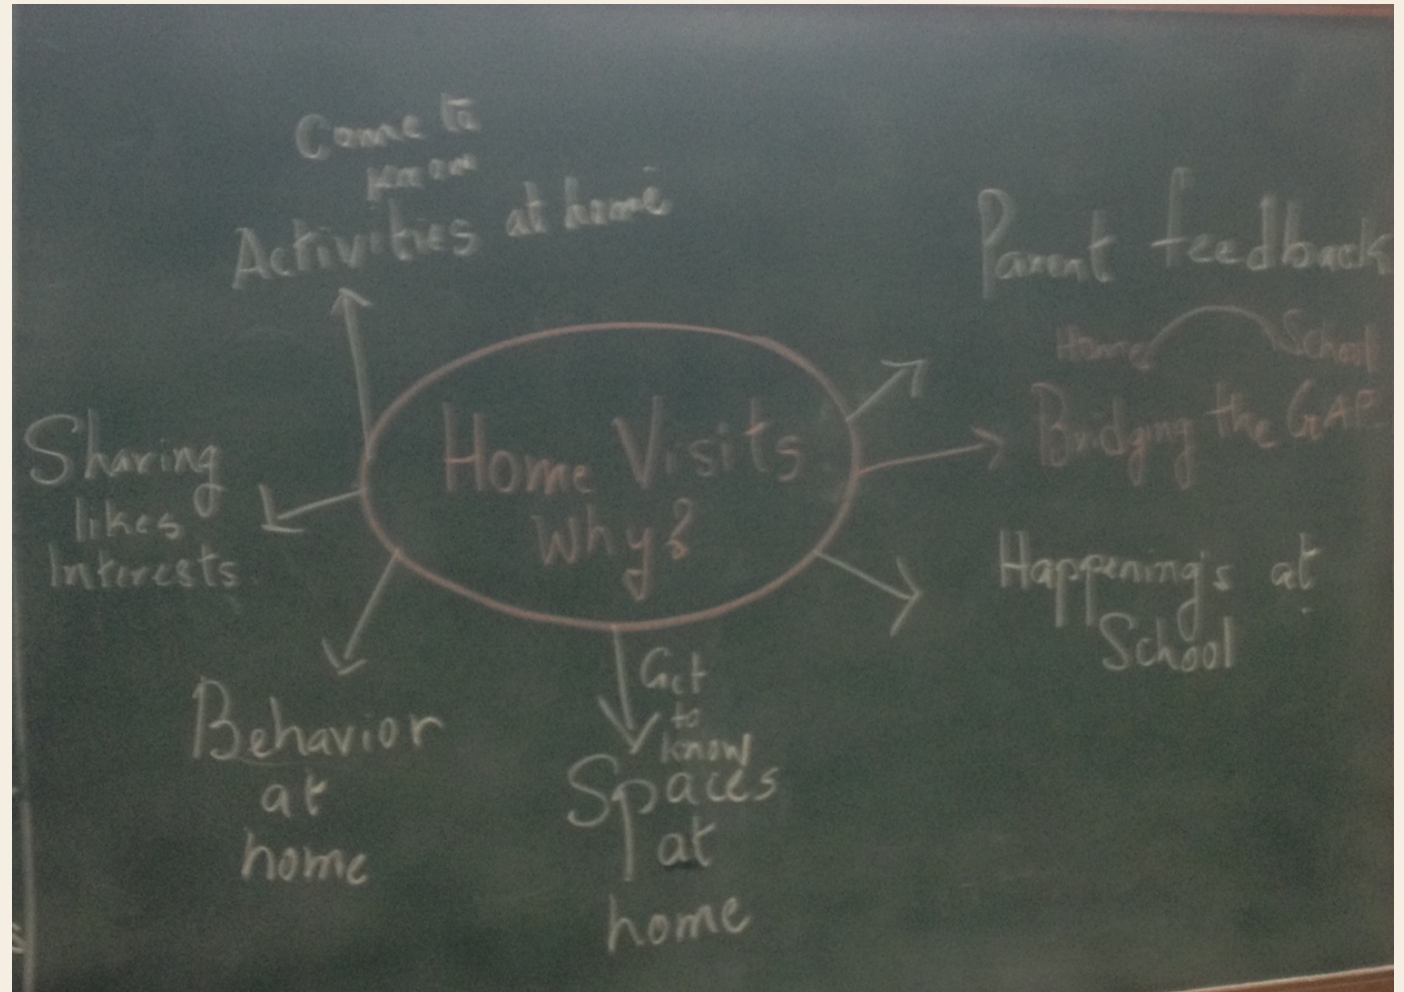 Come to
know
Activities at home
Parent feedback
Home School
Bridging the GAP
Home Visits
Why?
Sharing
likes
Interests
Happening's at
School
Get
to
know
Spaces
at
home
Behavior
at
home